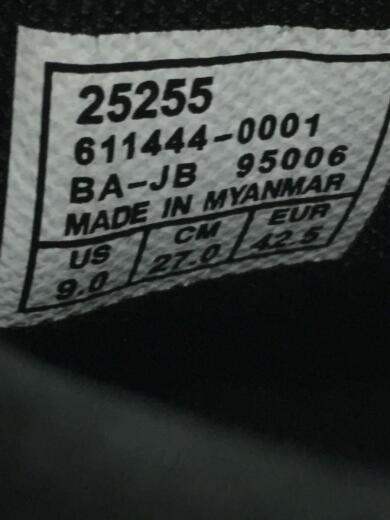 25255
611444-0001
BA-JB 95006
MADE IN MYANMAR
US CM EUR
9.0 27.0 42.5